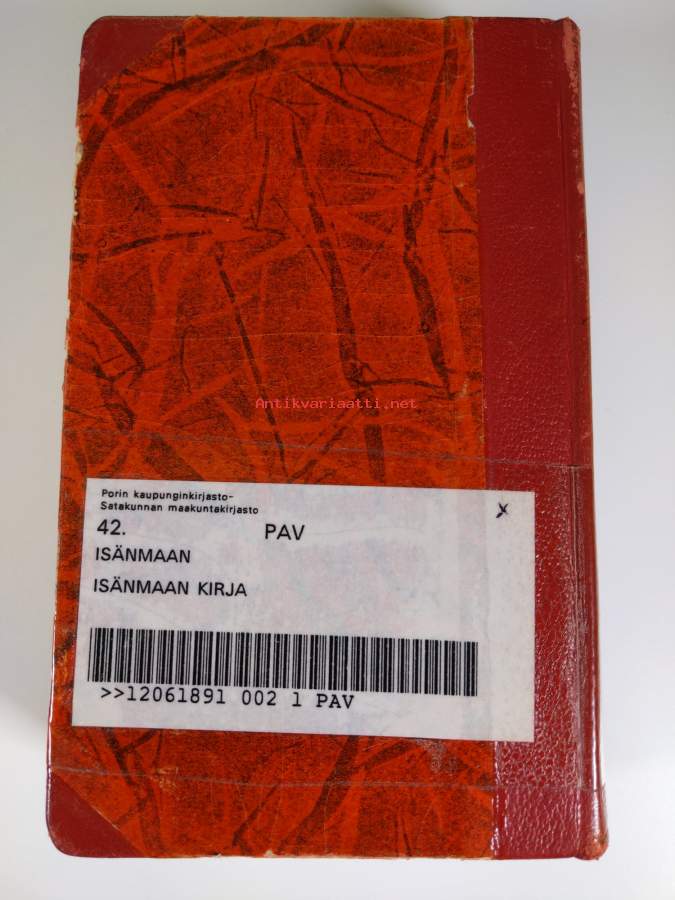 Antikvariaatti.net
Porin kaupunginkirjasto-
Satakunnan maakuntakirjasto
x
42. PAV
ISÄNMAAN
ISÄNMAAN KIRJA
>>12061891 002 1 PAV